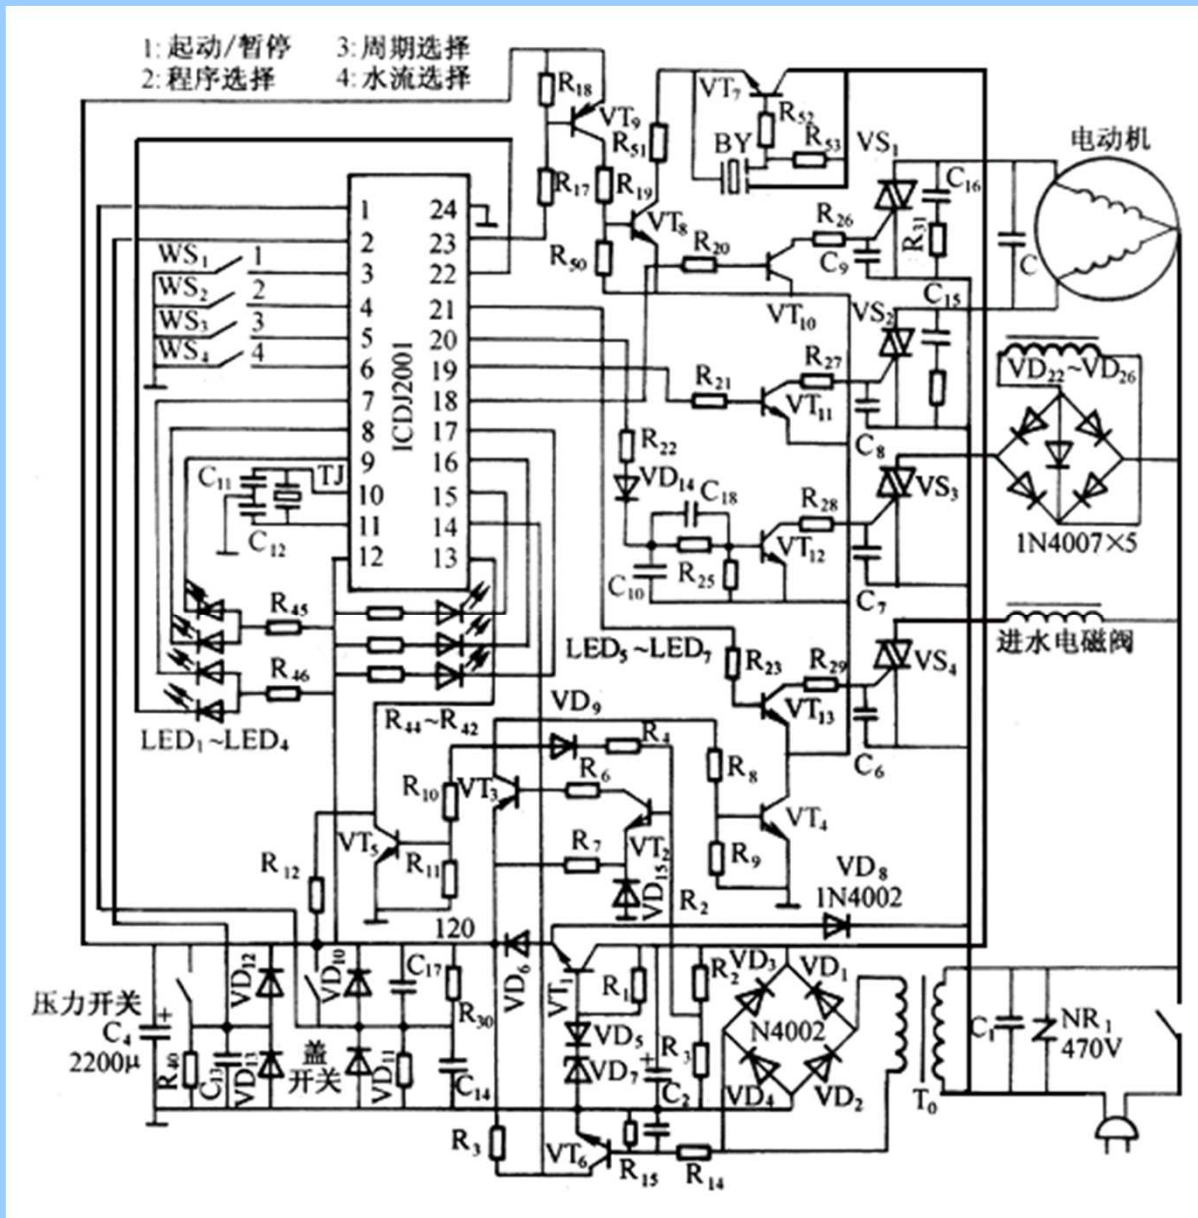 1:起动/暂停 3:周期选择
2:程序选择 4:水流选择
R18
VT9
R51
VT7
R52
R53
BY
VS1
电动机
R17
R19
VT8
R50
R20
R26
C9
VT10
C16
R31
C
C15
ICDJ2001
1 24
2 23
3 22
4 21
5 20
6 19
7 18
8 17
9 16
10 15
11 14
12 13
WS1 1
WS2 2
WS3 3
WS4 4
VS2
R27
R21
VT11
C8
VD22~VD26
1N4007×5
R22
VD14
C18
R28
VS3
VT12
C10
R25
C7
C11
TJ
C12
R45
R46
LED1~LED4
LED5~LED7
R44~R42
R23
R29
VS4
VT13
C6
进水电磁阀
VD9
R4
R6
R8
R10
VT3
VT2
VT4
VT5
R11
R7
R9
VD15
R12
R2
VD8
1N4002
120
压力开关
C4
2200μ
R40
C13
VD12
VD13
盖
开关
VD10
VD11
C17
R30
C14
VD6
VT1
R1
VD5
VD7
C2
R2
R3
VD3
VD1
N4002
VD4
VD2
T0
C1
NR1
470V
R3
VT6
R15
R14